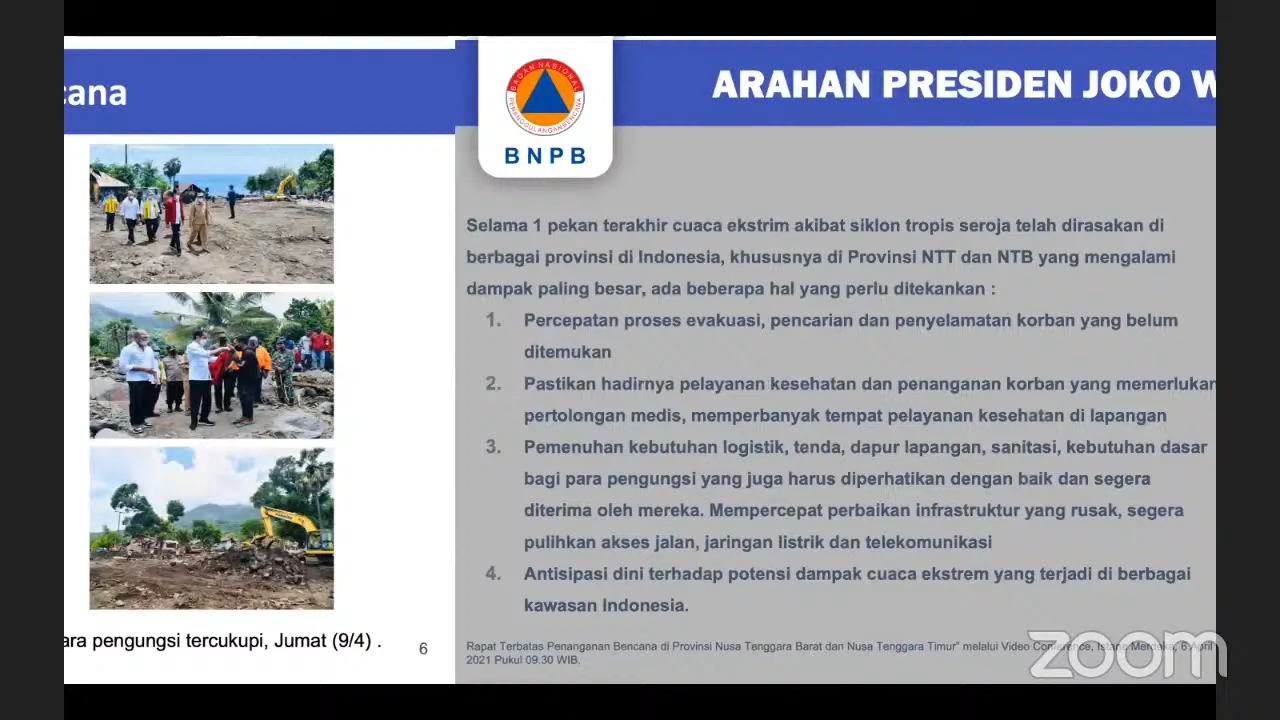 cana
BADAN NASIONAL
PENANGGULANGAN BENCANA
BNPB
ARAHAN PRESIDEN JOKO W
Selama 1 pekan terakhir cuaca ekstrim akibat siklon tropis seroja telah dirasakan di
berbagai provinsi di Indonesia, khususnya di Provinsi NTT dan NTB yang mengalami
dampak paling besar, ada beberapa hal yang perlu ditekankan :
1. Percepatan proses evakuasi, pencarian dan penyelamatan korban yang belum
ditemukan
2. Pastikan hadirnya pelayanan kesehatan dan penanganan korban yang memerlukan
pertolongan medis, memperbanyak tempat pelayanan kesehatan di lapangan
3. Pemenuhan kebutuhan logistik, tenda, dapur lapangan, sanitasi, kebutuhan dasar
bagi para pengungsi yang juga harus diperhatikan dengan baik dan segera
diterima oleh mereka. Mempercepat perbaikan infrastruktur yang rusak, segera
pulihkan akses jalan, jaringan listrik dan telekomunikasi
4. Antisipasi dini terhadap potensi dampak cuaca ekstrem yang terjadi di berbagai
kawasan Indonesia.
ara pengungsi tercukupi, Jumat (9/4) .
6
Rapat Terbatas Penanganan Bencana di Provinsi Nusa Tenggara Barat dan Nusa Tenggara Timur" melalui Video Conference, Istana Merdeka, 6 April
2021 Pukul 09.30 WIB.
zoom